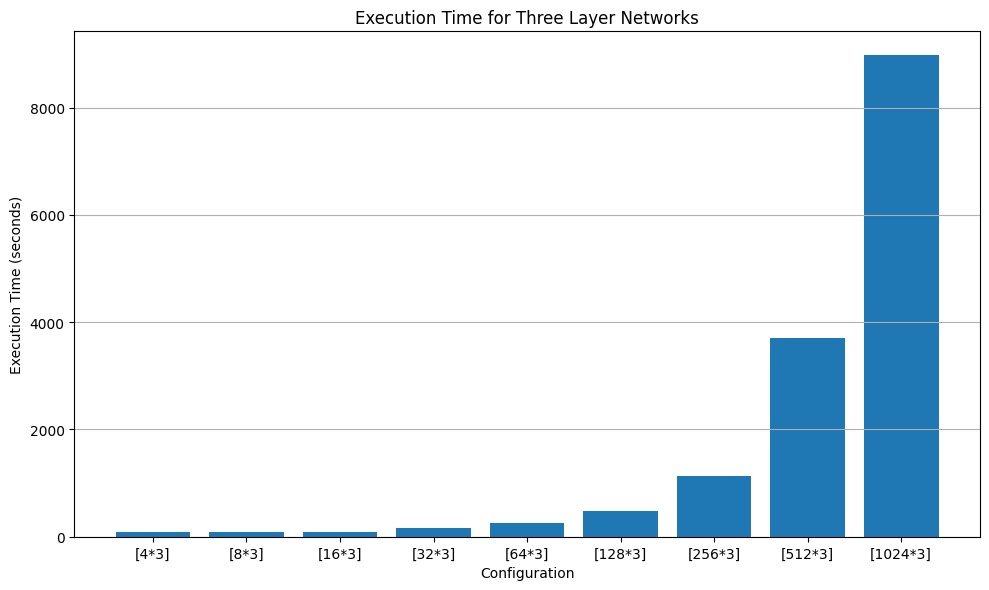 Execution Time for Three Layer Networks
Execution Time (seconds)
8000
6000
4000
2000
0
[4*3] [8*3] [16*3] [32*3] [64*3] [128*3] [256*3] [512*3] [1024*3]
Configuration